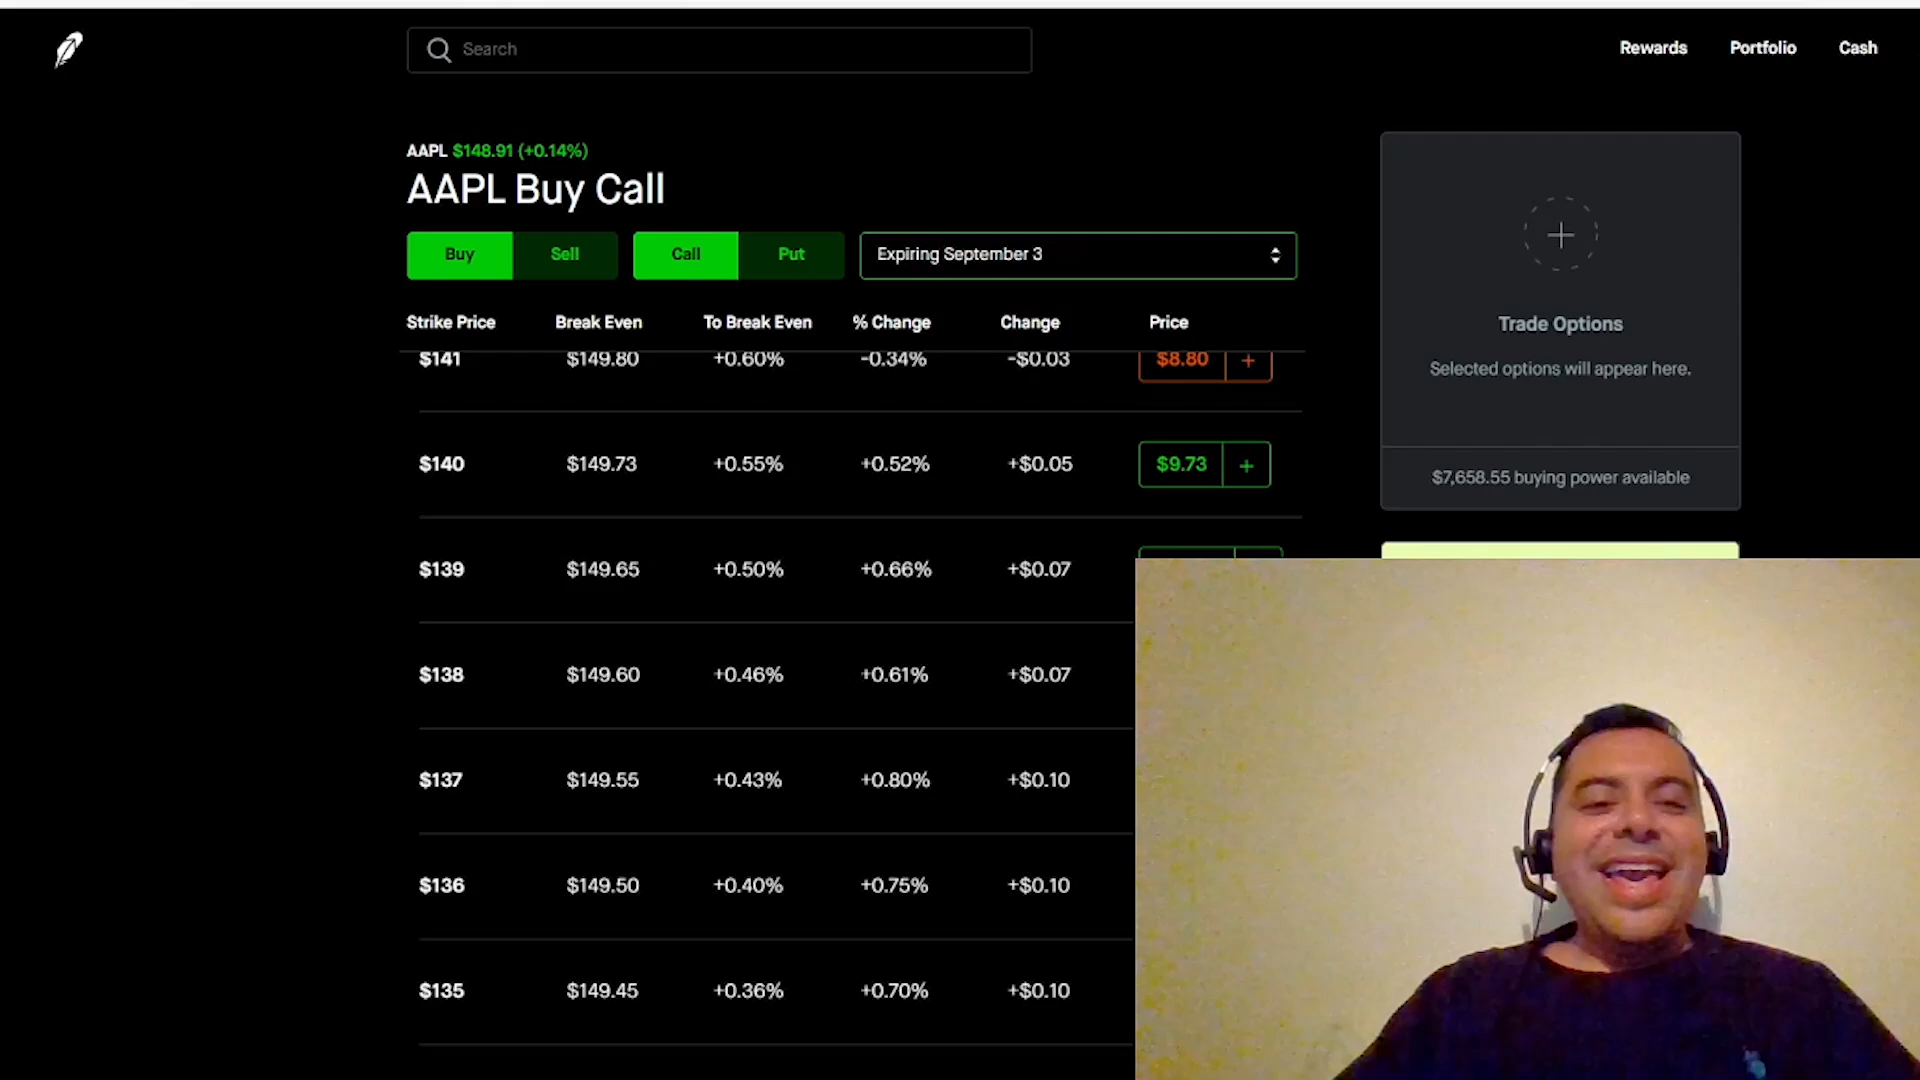 Search
Rewards Portfolio Cash
AAPL $148.91 (+0.14%)
AAPL Buy Call
Buy Sell Call Put Expiring September 3
Strike Price Break Even To Break Even % Change Change Price
$141 $149.80 +0.60% -0.34% -$0.03 $8.80 +
$140 $149.73 +0.55% +0.52% +$0.05 $9.73 +
$139 $149.65 +0.50% +0.66% +$0.07
$138 $149.60 +0.46% +0.61% +$0.07
$137 $149.55 +0.43% +0.80% +$0.10
$136 $149.50 +0.40% +0.75% +$0.10
$135 $149.45 +0.36% +0.70% +$0.10
Trade Options
Selected options will appear here.
$7,658.55 buying power available